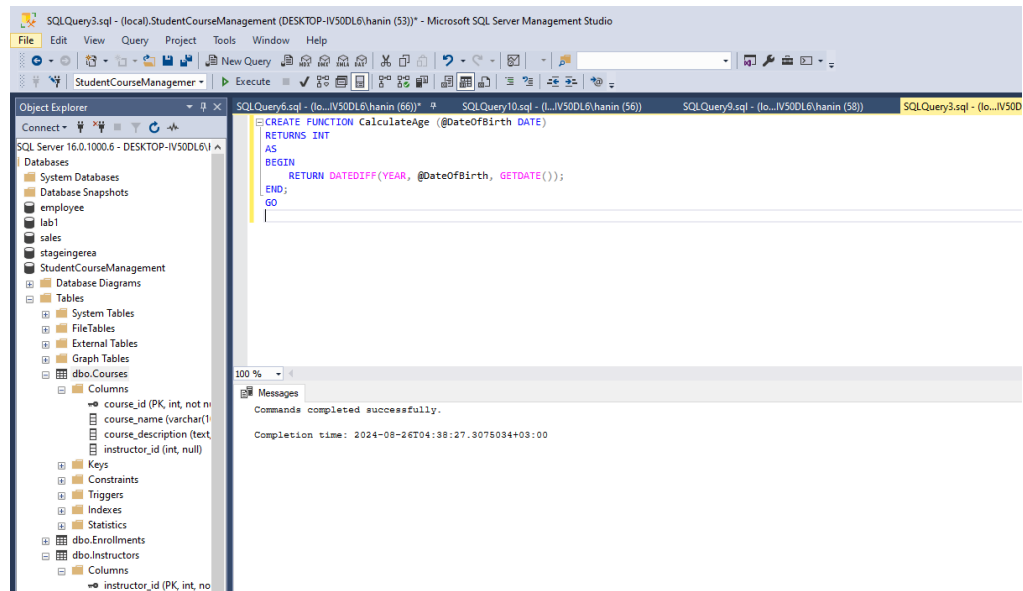 SQLQuery3.sql - (local).StudentCourseManagement (DESKTOP-IV50DL6\hanin (53))* - Microsoft SQL Server Management Studio
File Edit View Query Project Tools Window Help
New Query
StudentCourseManagemer Execute
Object Explorer
SQLQuery6.sql - (lo...IV50DL6\hanin (66))* SQLQuery10.sql - (l...IV50DL6\hanin (56)) SQLQuery9.sql - (lo...IV50DL6\hanin (58)) SQLQuery3.sql - (lo...IV50D
Connect
SQL Server 16.0.1000.6 - DESKTOP-IV50DL6\
Databases
System Databases
Database Snapshots
employee
lab1
sales
stageingerea
StudentCourseManagement
Database Diagrams
Tables
System Tables
FileTables
External Tables
Graph Tables
dbo.Courses
Columns
course_id (PK, int, not n
course_name (varchar(1
course_description (text,
instructor_id (int, null)
Keys
Constraints
Triggers
Indexes
Statistics
dbo.Enrollments
dbo.Instructors
Columns
instructor_id (PK, int, no
CREATE FUNCTION CalculateAge (@DateOfBirth DATE)
RETURNS INT
AS
BEGIN
RETURN DATEDIFF(YEAR, @DateOfBirth, GETDATE());
END;
GO
100 %
Messages
Commands completed successfully.
Completion time: 2024-08-26T04:38:27.3075034+03:00